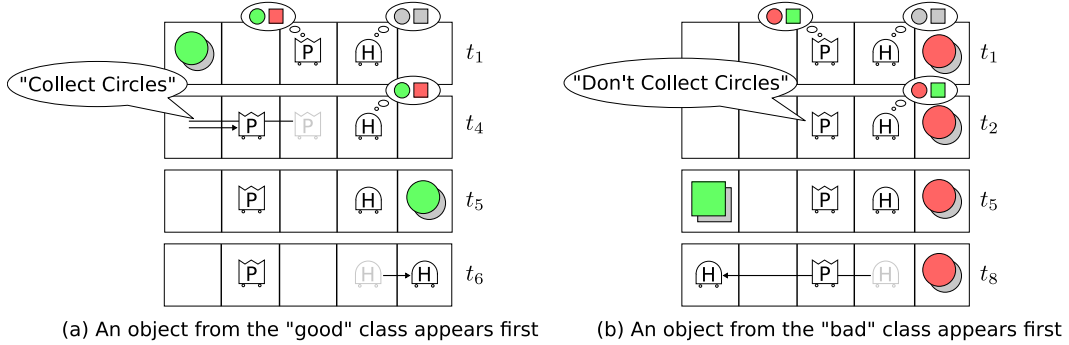 P H t1
"Collect Circles"
P P H t4
P H t5
P H H t6
(a) An object from the "good" class appears first
P H t1
"Don't Collect Circles"
P H t2
P H t5
H P H t8
(b) An object from the "bad" class appears first